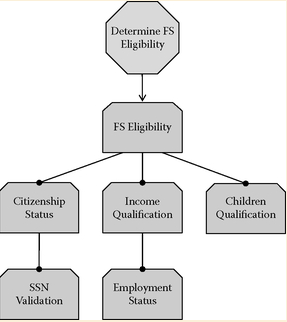 Determine FS
Eligibility
FS Eligibility
Citizenship
Status
Income
Qualification
Children
Qualification
SSN
Validation
Employment
Status